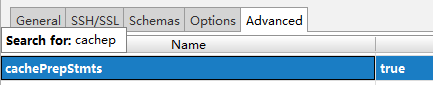 General SSH/SSL Schemas Options Advanced
Search for: cachep
Name
cachePrepStmts true